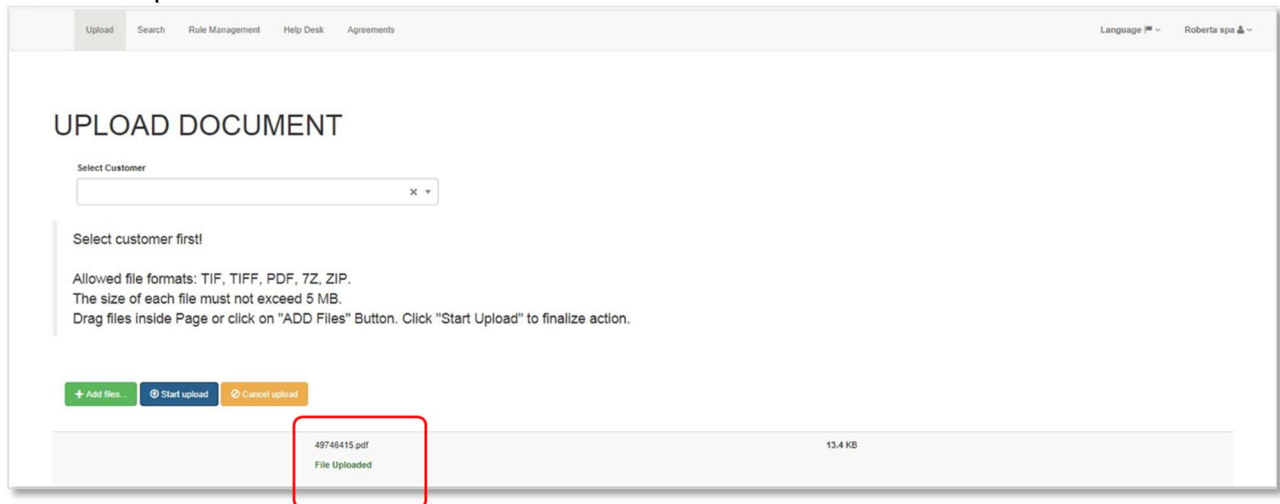 Upload Search Rule Management Help Desk Agreements Language Roberta spa
UPLOAD DOCUMENT
Select Customer
Select customer first!
Allowed file formats: TIF, TIFF, PDF, 7Z, ZIP.
The size of each file must not exceed 5 MB.
Drag files inside Page or click on "ADD Files" Button. Click "Start Upload" to finalize action.
+ Add files... Start upload Cancel upload
49746415.pdf 13.4 KB
File Uploaded